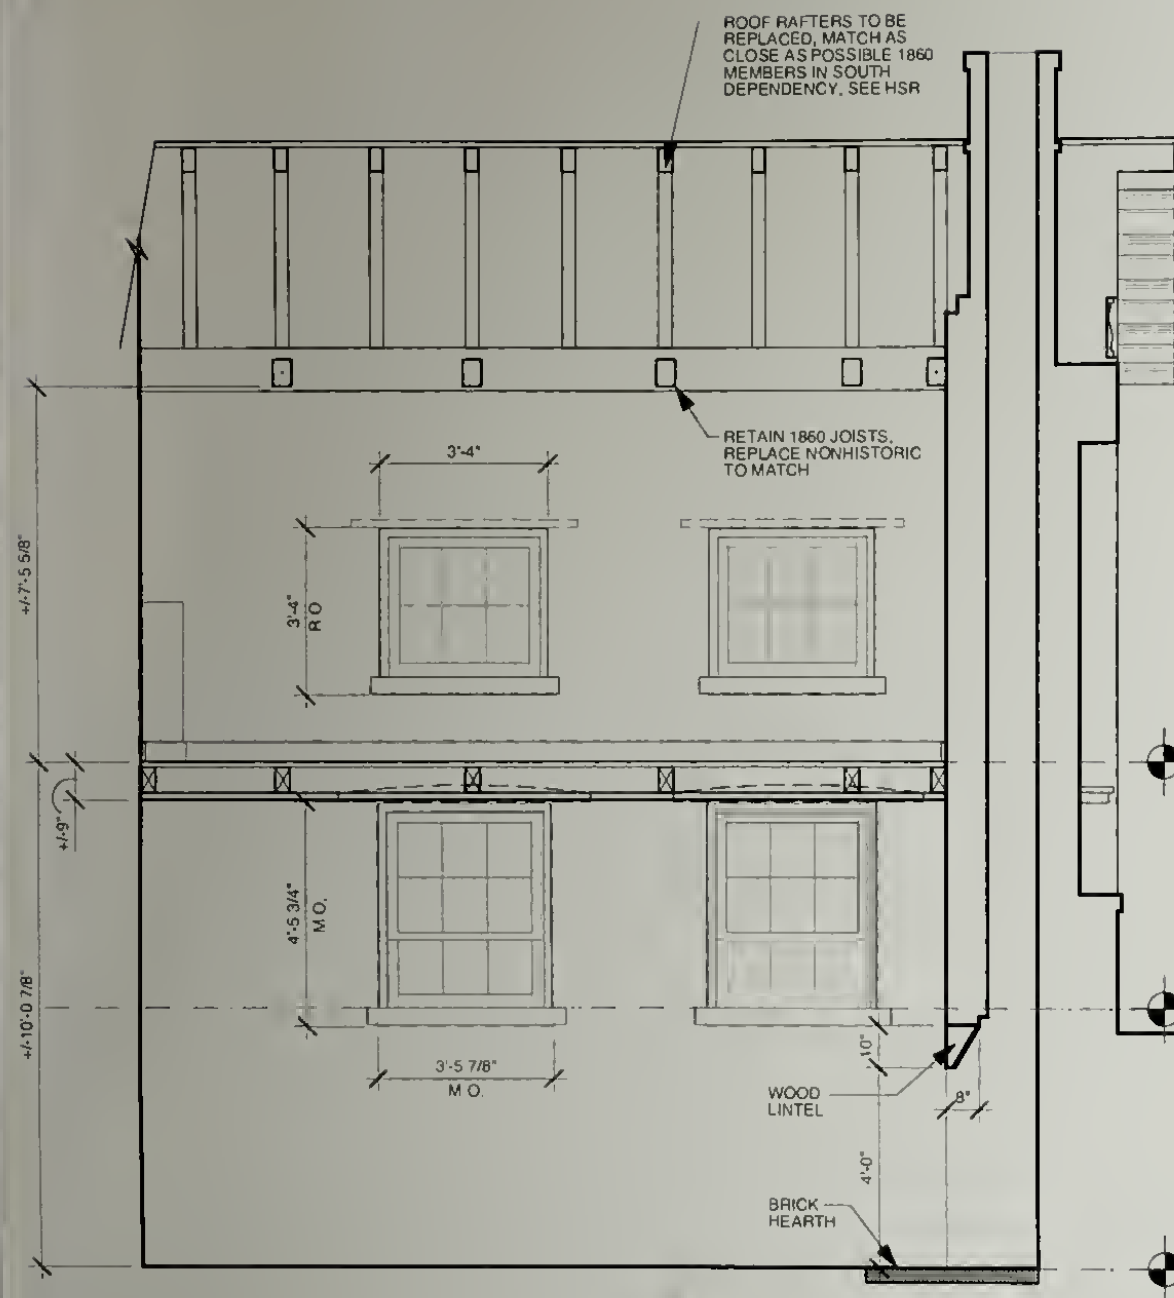 ROOF RAFTERS TO BE
REPLACED, MATCH AS
CLOSE AS POSSIBLE 1860
MEMBERS IN SOUTH
DEPENDENCY, SEE HSR
RETAIN 1860 JOISTS,
REPLACE NONHISTORIC
TO MATCH
3'-4"
3'-4"
R O
+/-7'-5 5/8"
+/-9"
4'-5 3/4"
M O.
+/-10'-0 7/8"
3'-5 7/8"
M O.
10"
8"
WOOD
LINTEL
4'-0"
BRICK
HEARTH